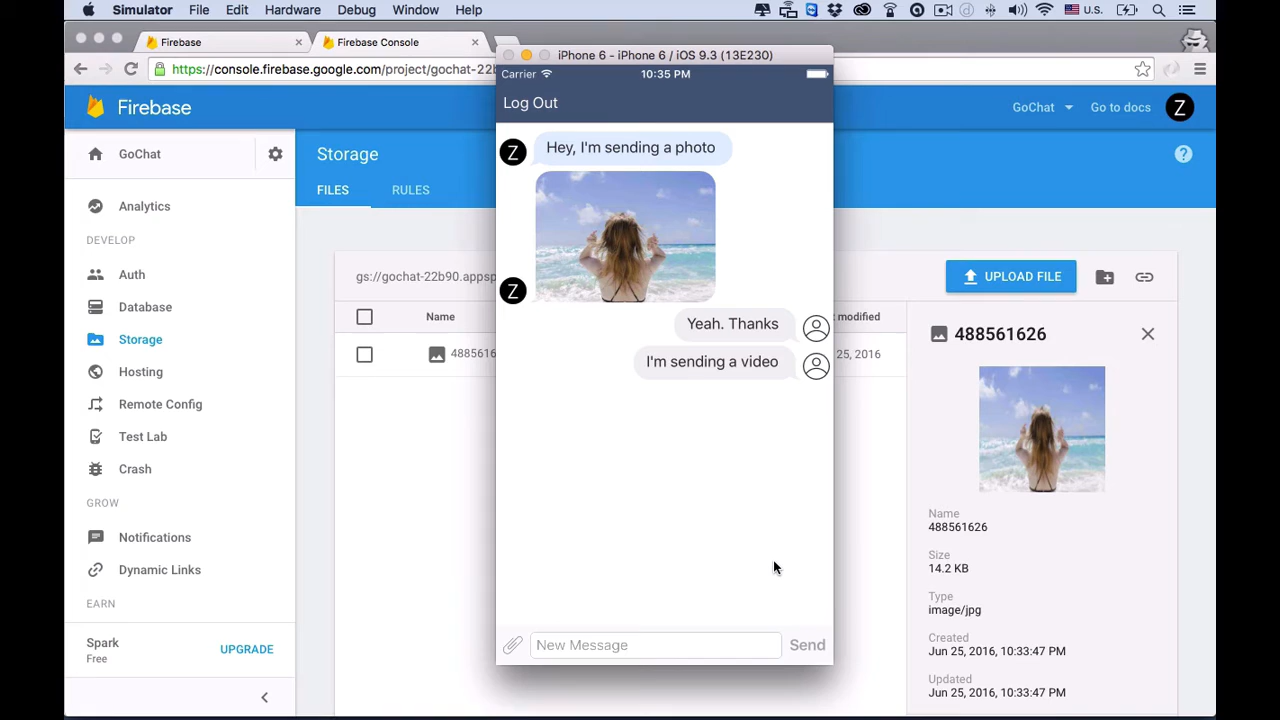 Simulator File Edit Hardware Debug Window Help U.S.
Firebase Firebase Console
iPhone 6 - iPhone 6 / iOS 9.3 (13E230)
https://console.firebase.google.com/project/gochat-22b
Carrier 10:35 PM
Log Out
Firebase
GoChat Go to docs Z
GoChat
Storage
FILES RULES
Analytics
DEVELOP
Auth
Database
Storage
Hosting
Remote Config
Test Lab
Crash
GROW
Notifications
Dynamic Links
EARN
Spark
Free
UPGRADE
gs://gochat-22b90.appsp
UPLOAD FILE
Name
t modified
4885616
25, 2016
Z Hey, I'm sending a photo
Z
Yeah. Thanks
I'm sending a video
New Message Send
488561626
Name
488561626
Size
14.2 KB
Type
image/jpg
Created
Jun 25, 2016, 10:33:47 PM
Updated
Jun 25, 2016, 10:33:47 PM